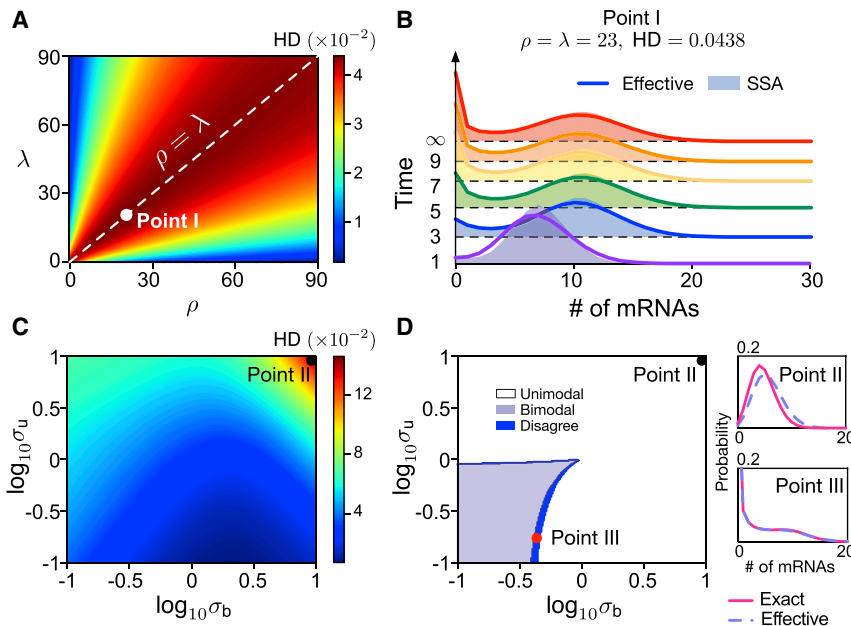 A
HD (×10⁻²)
90
60
30
0
λ
0
30
60
90
ρ
ρ = λ
Point I
4
3
2
1
B
Point I
ρ = λ = 23, HD = 0.0438
Effective
SSA
Time
∞
9
7
5
3
1
0
10
20
30
# of mRNAs
C
HD (×10⁻²)
Point II
1
0.5
0
-0.5
-1
log₁₀σᵤ
-1
-0.5
0
0.5
1
log₁₀σb
12
8
4
D
Point II
Unimodal
Bimodal
Disagree
Point III
1
0.5
0
-0.5
-1
log₁₀σᵤ
-1
-0.5
0
0.5
1
log₁₀σb
0.2
Point II
0
20
Probability
0.2
Point III
0
20
# of mRNAs
Exact
Effective